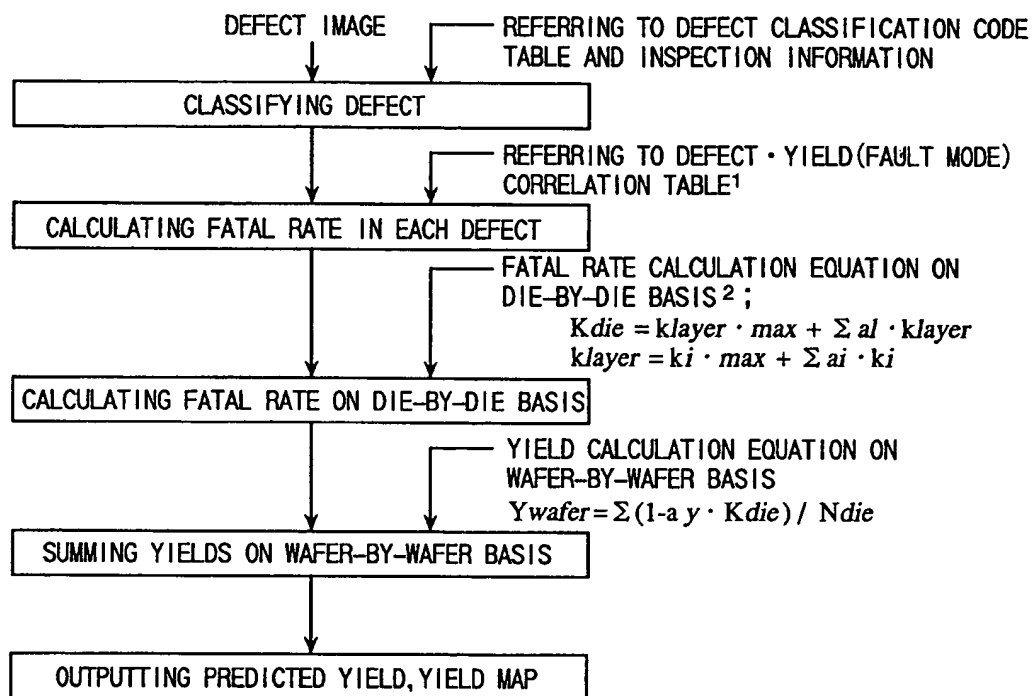 DEFECT IMAGE
REFERRING TO DEFECT CLASSIFICATION CODE
TABLE AND INSPECTION INFORMATION
CLASSIFYING DEFECT
REFERRING TO DEFECT・YIELD(FAULT MODE)
CORRELATION TABLE¹
CALCULATING FATAL RATE IN EACH DEFECT
FATAL RATE CALCULATION EQUATION ON
DIE-BY-DIE BASIS²;
Kdie = klayer · max + Σ al · klayer
klayer = ki · max + Σ ai · ki
CALCULATING FATAL RATE ON DIE-BY-DIE BASIS
YIELD CALCULATION EQUATION ON
WAFER-BY-WAFER BASIS
Ywafer=Σ(1-a y · Kdie) / Ndie
SUMMING YIELDS ON WAFER-BY-WAFER BASIS
OUTPUTTING PREDICTED YIELD, YIELD MAP